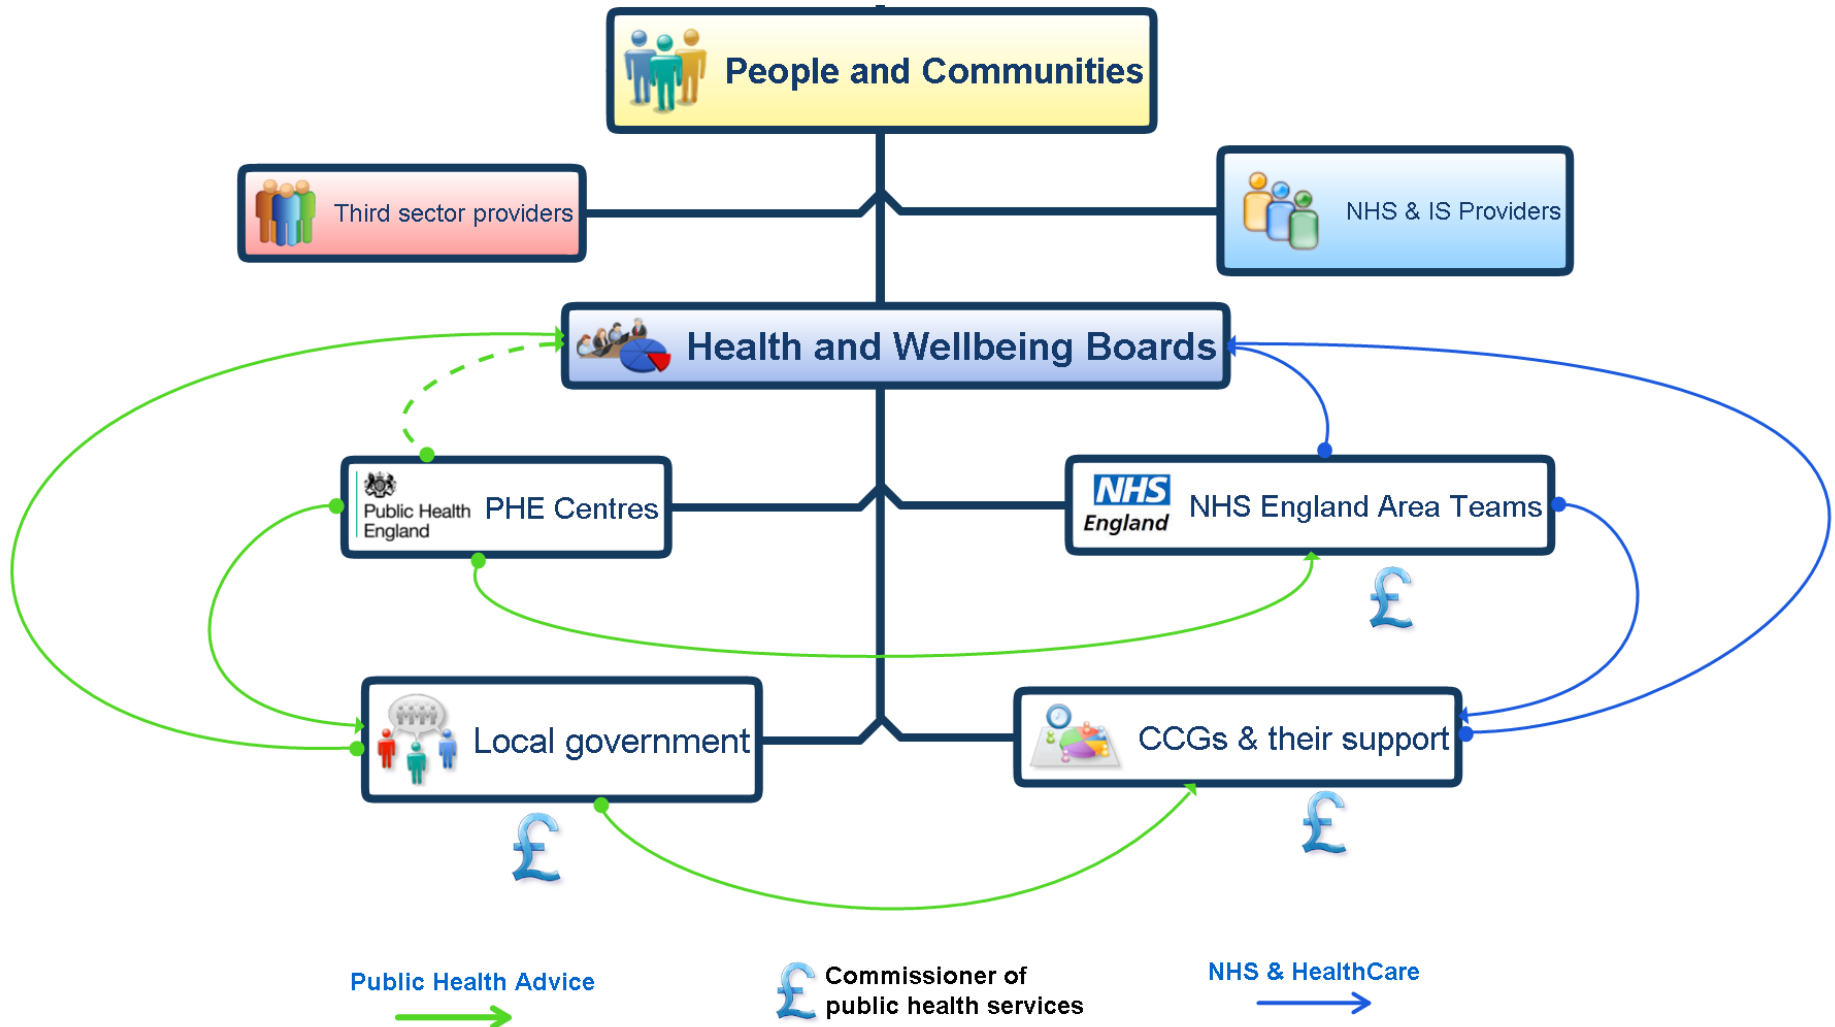 People and Communities
Third sector providers
NHS & IS Providers
Health and Wellbeing Boards
Public Health
England
PHE Centres
NHS
England
NHS England Area Teams
£
Local government
CCGs & their support
£
£
Public Health Advice
£
Commissioner of
public health services
NHS & HealthCare